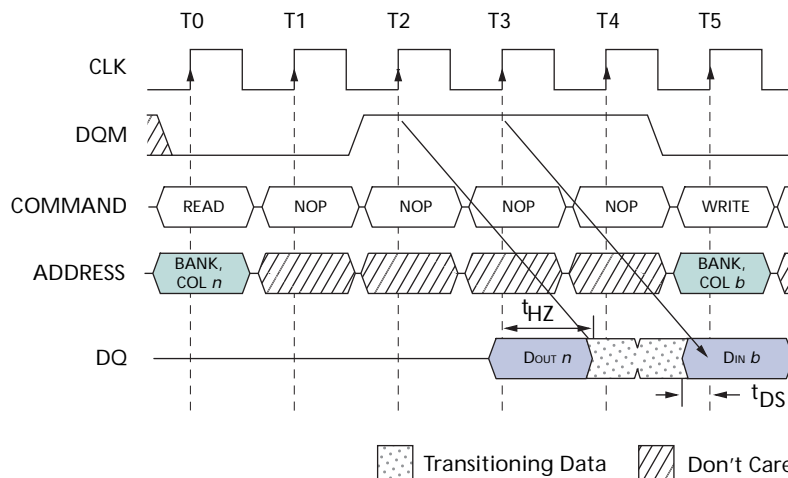 T0 T1 T2 T3 T4 T5
CLK
DQM
COMMAND READ NOP NOP NOP NOP WRITE
ADDRESS BANK, COL n BANK, COL b
tHZ
DQ DOUT n DIN b
tDS
Transitioning Data Don't Care